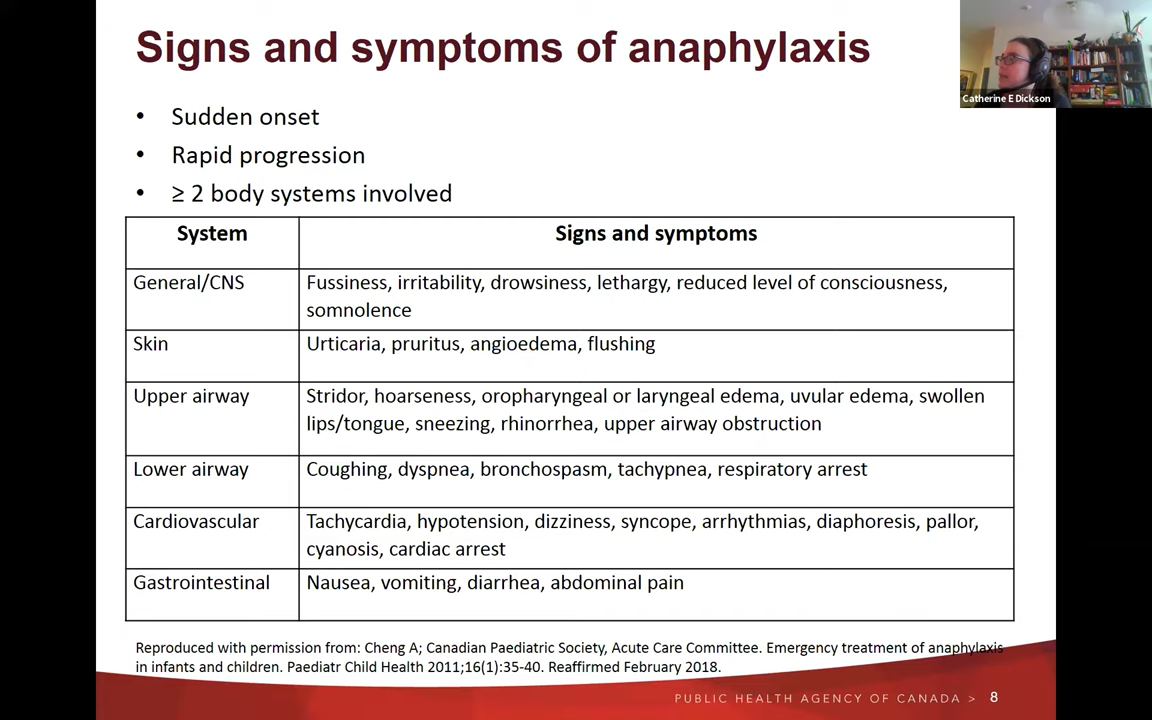 Signs and symptoms of anaphylaxis
Catherine E Dickson
• Sudden onset
• Rapid progression
• ≥ 2 body systems involved
System Signs and symptoms
General/CNS Fussiness, irritability, drowsiness, lethargy, reduced level of consciousness,
somnolence
Skin Urticaria, pruritus, angioedema, flushing
Upper airway Stridor, hoarseness, oropharyngeal or laryngeal edema, uvular edema, swollen
lips/tongue, sneezing, rhinorrhea, upper airway obstruction
Lower airway Coughing, dyspnea, bronchospasm, tachypnea, respiratory arrest
Cardiovascular Tachycardia, hypotension, dizziness, syncope, arrhythmias, diaphoresis, pallor,
cyanosis, cardiac arrest
Gastrointestinal Nausea, vomiting, diarrhea, abdominal pain
Reproduced with permission from: Cheng A; Canadian Paediatric Society, Acute Care Committee. Emergency treatment of anaphylaxis
in infants and children. Paediatr Child Health 2011;16(1):35-40. Reaffirmed February 2018.
PUBLIC HEALTH AGENCY OF CANADA > 8